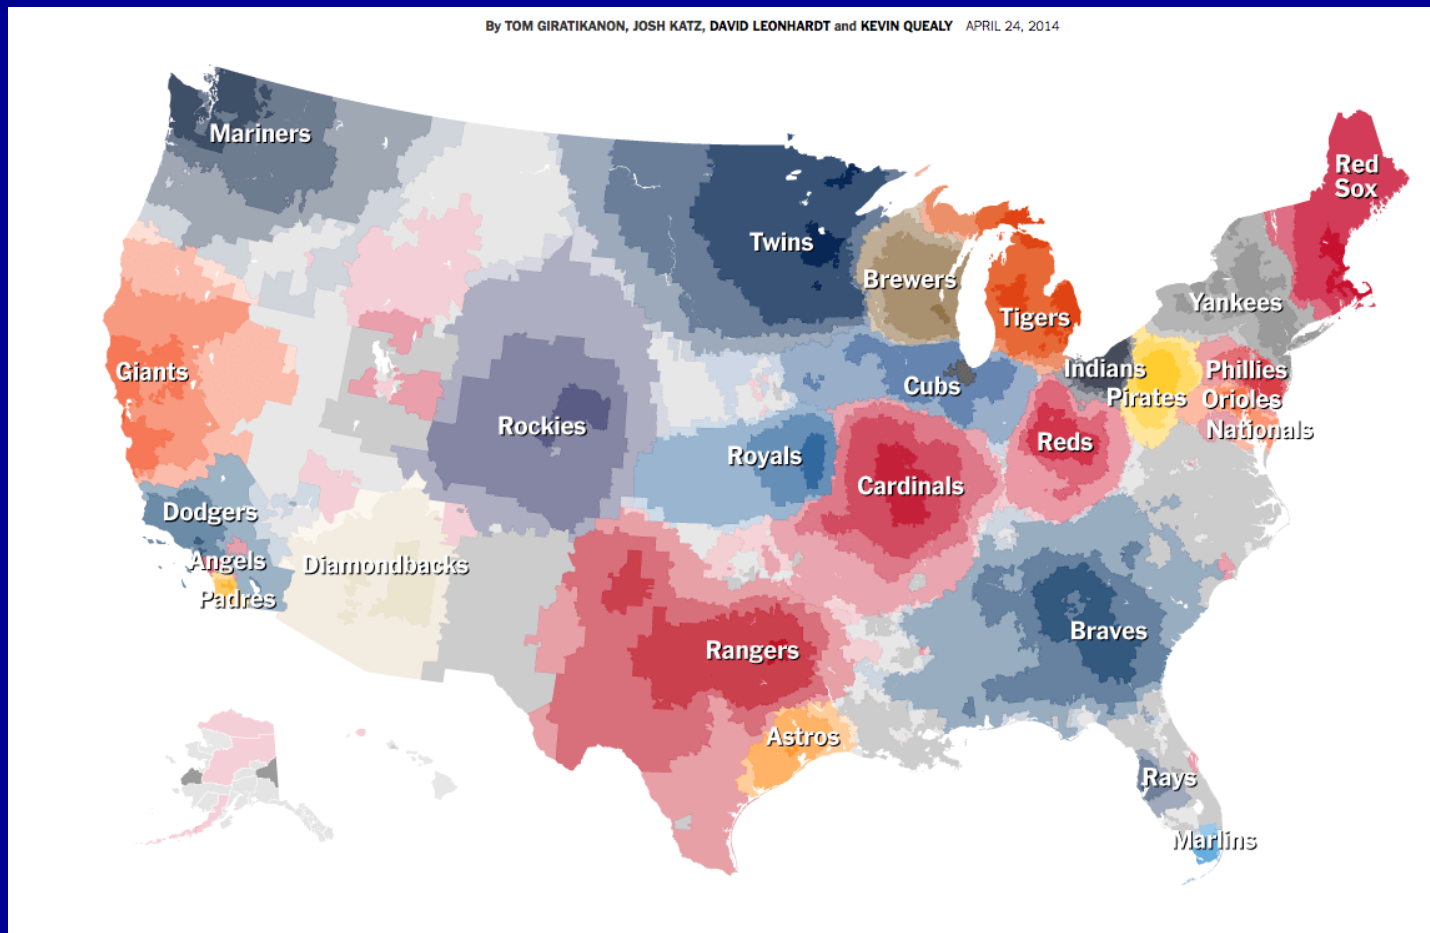 By TOM GIRATIKANON, JOSH KATZ, DAVID LEONHARDT and KEVIN QUEALY APRIL 24, 2014
Mariners
Red
Sox
Twins
Brewers
Yankees
Tigers
Giants
Indians
Phillies
Cubs
Pirates
Orioles
Rockies
Nationals
Reds
Royals
Cardinals
Dodgers
Angels
Diamondbacks
Padres
Braves
Rangers
Astros
Rays
Marlins